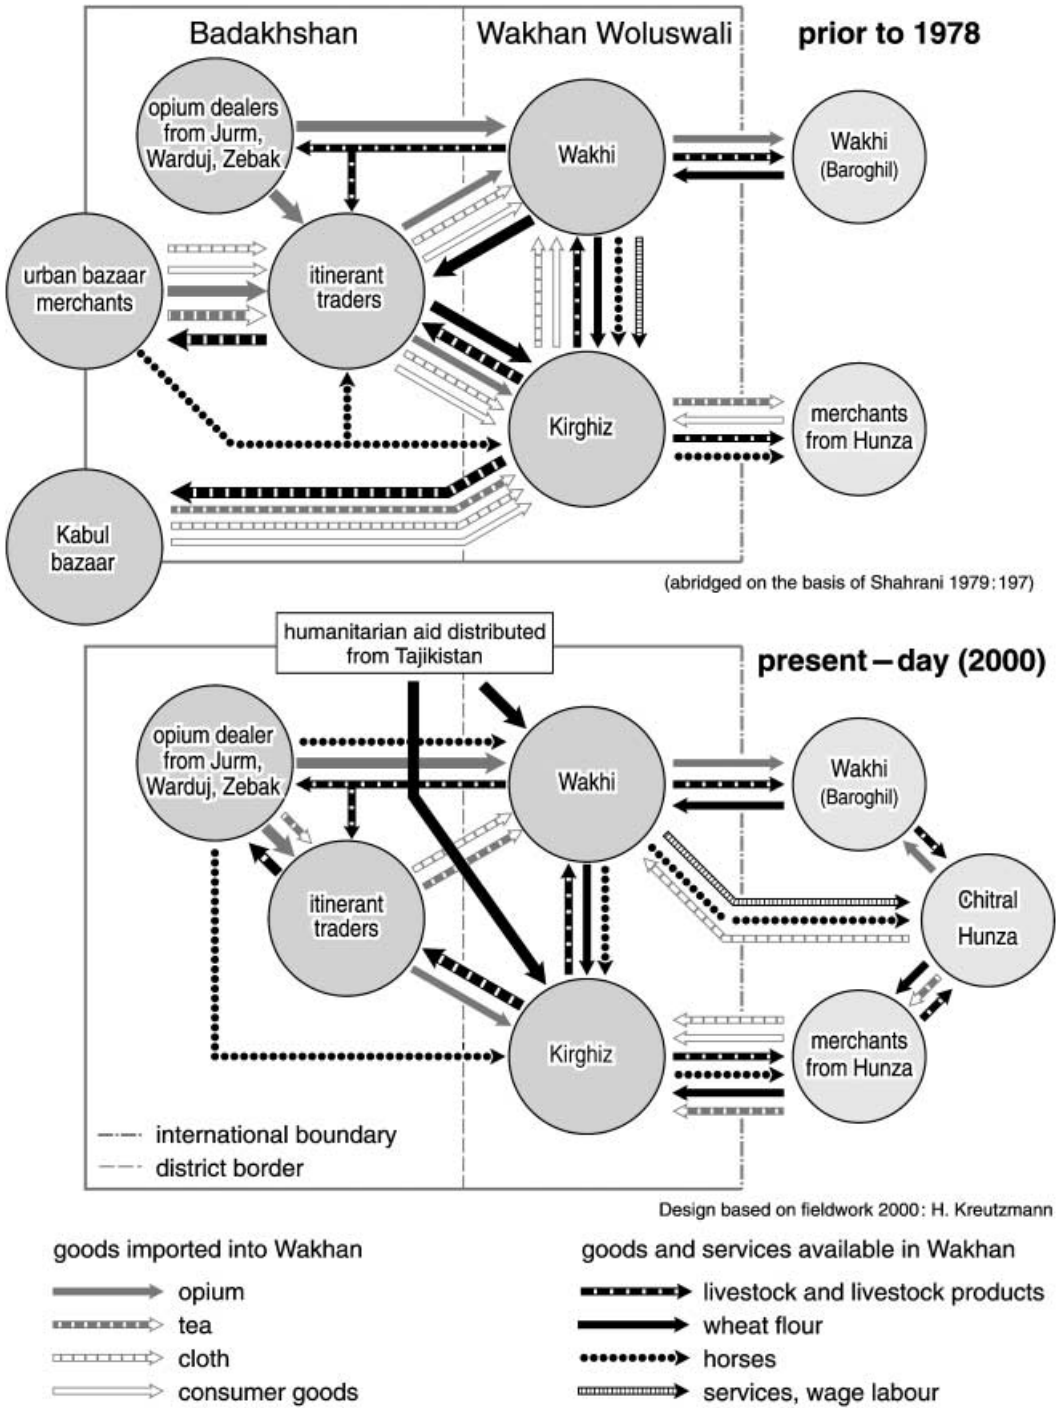 Badakhshan
Wakhan Woluswali
prior to 1978
opium dealers
from Jurm,
Warduj, Zebak
Wakhi
Wakhi
(Baroghil)
urban bazaar
merchants
itinerant
traders
Kirghiz
merchants
from Hunza
Kabul
bazaar
(abridged on the basis of Shahrani 1979:197)
humanitarian aid distributed
from Tajikistan
present–day (2000)
opium dealer
from Jurm,
Warduj, Zebak
Wakhi
Wakhi
(Baroghil)
itinerant
traders
Chitral
Hunza
Kirghiz
merchants
from Hunza
international boundary
district border
Design based on fieldwork 2000: H. Kreutzmann
goods imported into Wakhan
opium
tea
cloth
consumer goods
goods and services available in Wakhan
livestock and livestock products
wheat flour
horses
services, wage labour